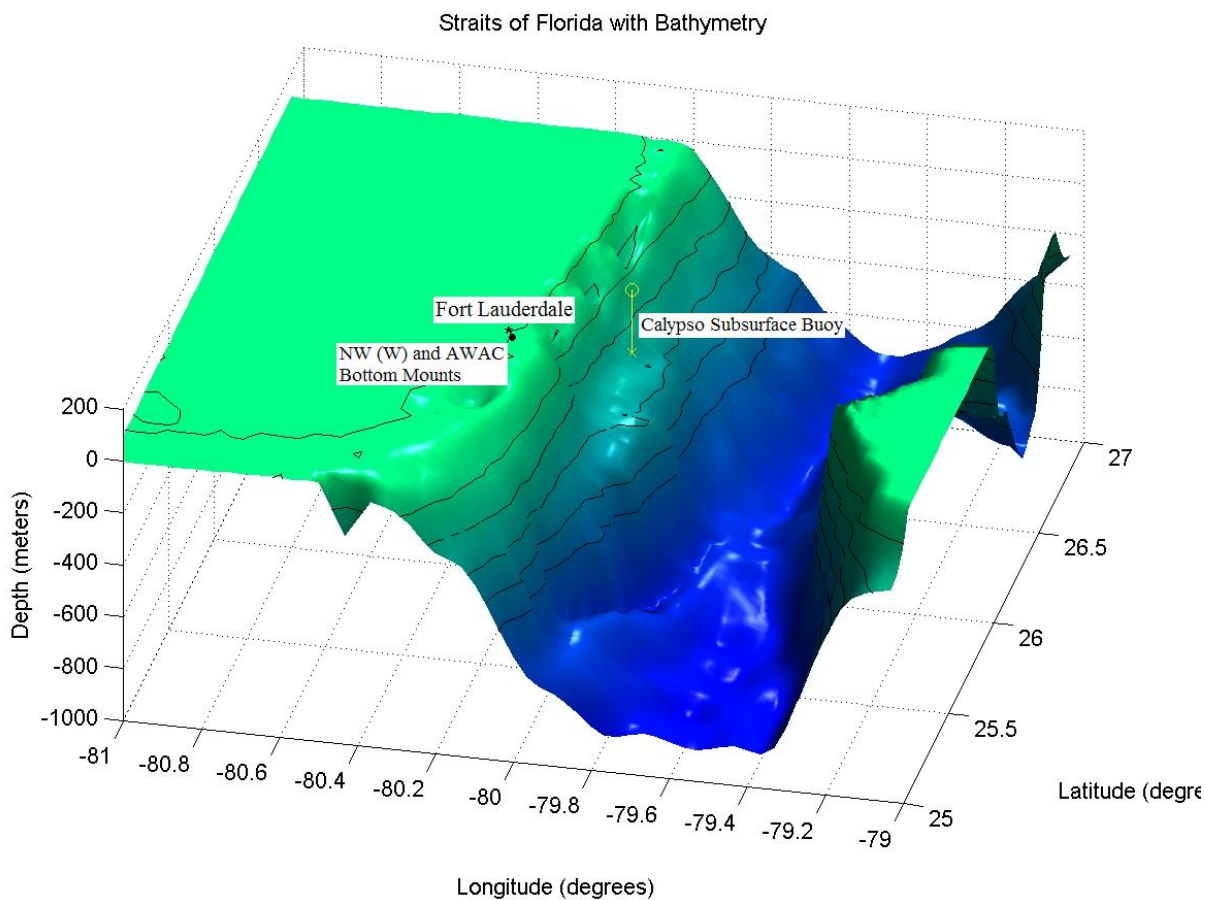 Straits of Florida with Bathymetry
Fort Lauderdale
Calypso Subsurface Buoy
NW (W) and AWAC
Bottom Mounts
200
0
-200
-400
-600
-800
-1000
Depth (meters)
-81
-80.8
-80.6
-80.4
-80.2
-80
-79.8
-79.6
-79.4
-79.2
-79
Longitude (degrees)
27
26.5
26
25.5
25
Latitude (degre